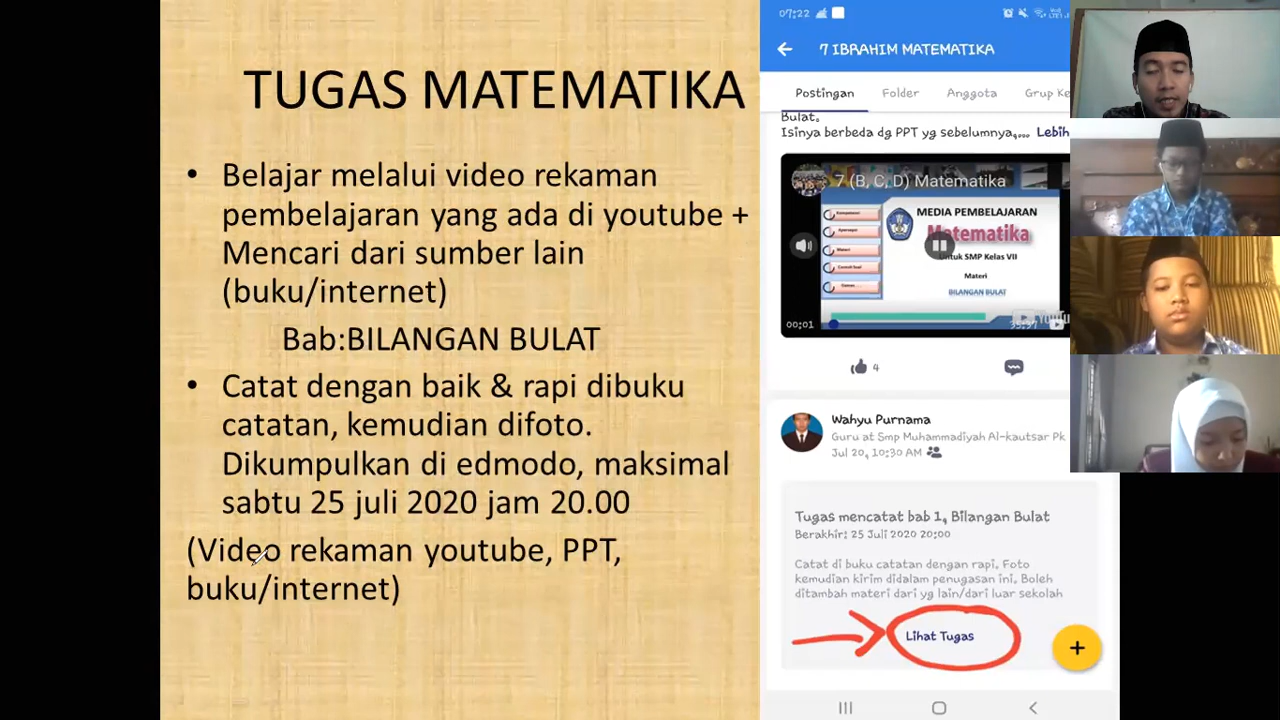 TUGAS MATEMATIKA
• Belajar melalui video rekaman
pembelajaran yang ada di youtube +
Mencari dari sumber lain
(buku/internet)
Bab:BILANGAN BULAT
• Catat dengan baik & rapi dibuku
catatan, kemudian difoto.
Dikumpulkan di edmodo, maksimal
sabtu 25 juli 2020 jam 20.00
(Video rekaman youtube, PPT,
buku/internet)
07:22
7 IBRAHIM MATEMATIKA
Postingan Folder Anggota Grup Ke
Bulat.
Isinya berbeda dg PPT yg sebelumnya,... Lebih
7 (B, C, D) Matematika
MEDIA PEMBELAJARAN
Matematika
Untuk SMP Kelas VII
Materi
BILANGAN BULAT
00:01
4
Wahyu Purnama
Guru at Smp Muhammadiyah Al-kautsar Pk
Jul 20, 10:30 AM
Tugas mencatat bab 1, Bilangan Bulat
Berakhir: 25 Juli 2020 20:00
Catat di buku catatan dengan rapi. Foto
kemudian kirim didalam penugasan ini. Boleh
ditambah materi dari yg lain/dari luar sekolah
Lihat Tugas